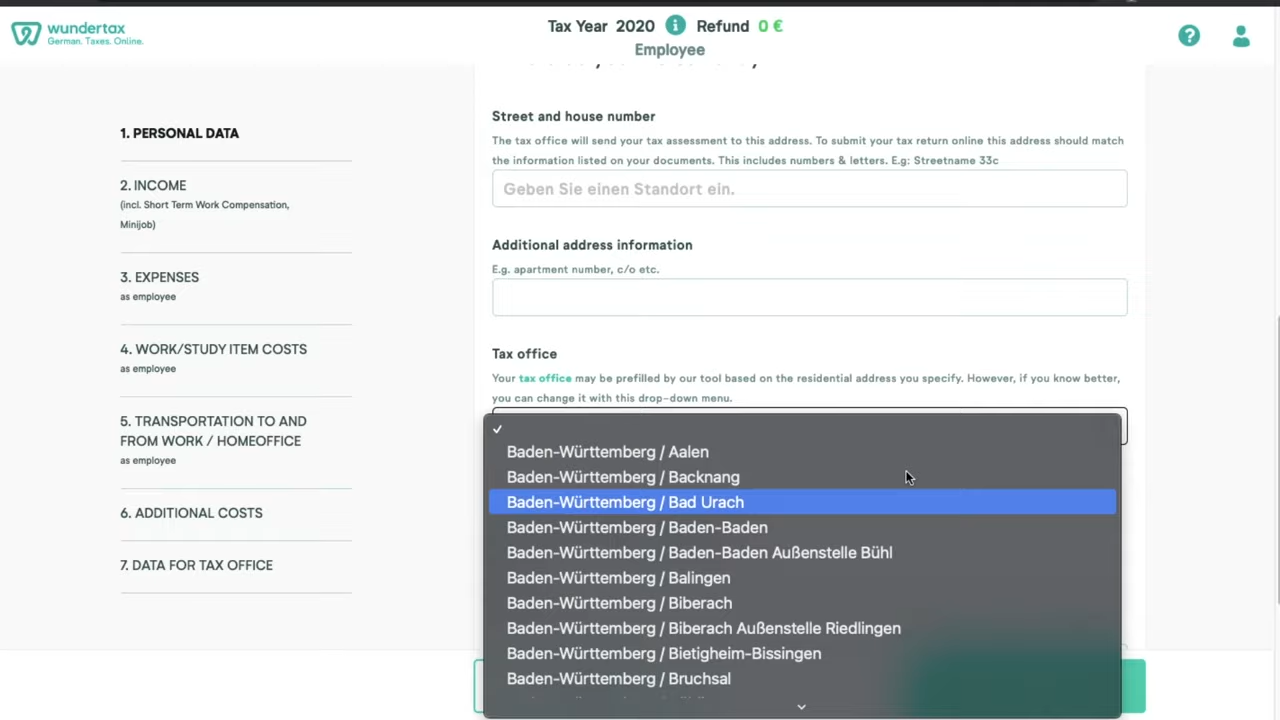 wundertax
German. Taxes. Online.
Tax Year 2020 i Refund 0 €
Employee
?
1. PERSONAL DATA
2. INCOME
(incl. Short Term Work Compensation,
Minijob)
3. EXPENSES
as employee
4. WORK/STUDY ITEM COSTS
as employee
5. TRANSPORTATION TO AND
FROM WORK / HOMEOFFICE
as employee
6. ADDITIONAL COSTS
7. DATA FOR TAX OFFICE
Street and house number
The tax office will send your tax assessment to this address. To submit your tax return online this address should match
the information listed on your documents. This includes numbers & letters. E.g: Streetname 33c
Geben Sie einen Standort ein.
Additional address information
E.g. apartment number, c/o etc.
Tax office
Your tax office may be prefilled by our tool based on the residential address you specify. However, if you know better,
you can change it with this drop-down menu.
Baden-Württemberg / Aalen
Baden-Württemberg / Backnang
Baden-Württemberg / Bad Urach
Baden-Württemberg / Baden-Baden
Baden-Württemberg / Baden-Baden Außenstelle Bühl
Baden-Württemberg / Balingen
Baden-Württemberg / Biberach
Baden-Württemberg / Biberach Außenstelle Riedlingen
Baden-Württemberg / Bietigheim-Bissingen
Baden-Württemberg / Bruchsal